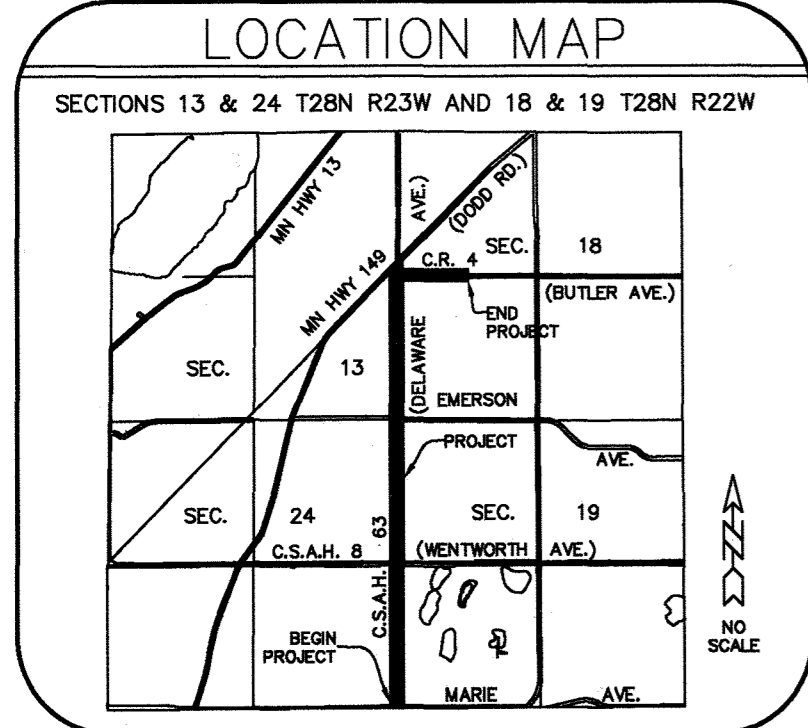 LOCATION MAP
SECTIONS 13 & 24 T28N R23W AND 18 & 19 T28N R22W
MN HWY 13
AVE.)
(DODD RD.)
SEC. 18
C.R. 4
MN HWY 149
(BUTLER AVE.)
END
PROJECT
(DELAWARE
SEC. 13
EMERSON
PROJECT
AVE.
SEC. 24
SEC. 19
63
C.S.A.H. 8
(WENTWORTH AVE.)
C.S.A.H.
BEGIN
PROJECT
MARIE AVE.
N
NO
SCALE